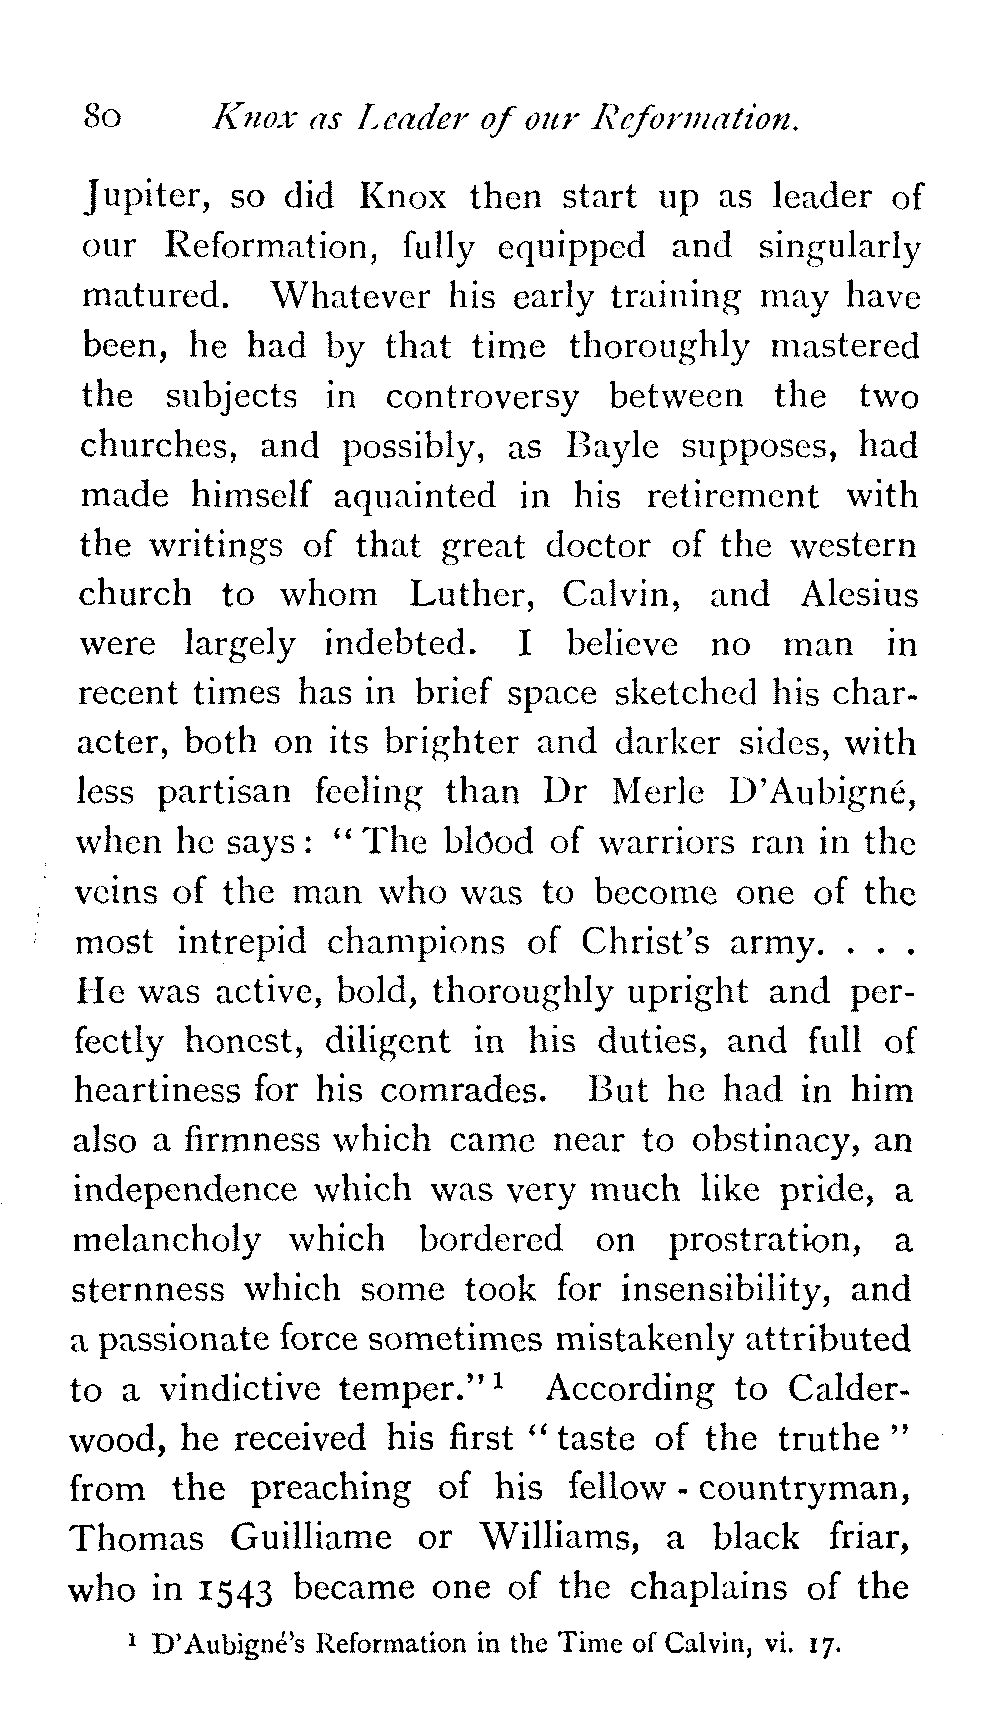 80 Knox as Leader of our Reformation.
Jupiter, so did Knox then start up as leader of
our Reformation, fully equipped and singularly
matured. Whatever his early training may have
been, he had by that time thoroughly mastered
the subjects in controversy between the two
churches, and possibly, as Bayle supposes, had
made himself aquainted in his retirement with
the writings of that great doctor of the western
church to whom Luther, Calvin, and Alesius
were largely indebted. I believe no man in
recent times has in brief space sketched his char-
acter, both on its brighter and darker sides, with
less partisan feeling than Dr Merle D'Aubigné,
when he says: “The blood of warriors ran in the
veins of the man who was to become one of the
most intrepid champions of Christ's army. . . .
He was active, bold, thoroughly upright and per-
fectly honest, diligent in his duties, and full of
heartiness for his comrades. But he had in him
also a firmness which came near to obstinacy, an
independence which was very much like pride, a
melancholy which bordered on prostration, a
sternness which some took for insensibility, and
a passionate force sometimes mistakenly attributed
to a vindictive temper.”¹ According to Calder-
wood, he received his first “taste of the truthe”
from the preaching of his fellow-countryman,
Thomas Guilliame or Williams, a black friar,
who in 1543 became one of the chaplains of the
¹ D'Aubigné's Reformation in the Time of Calvin, vi. 17.